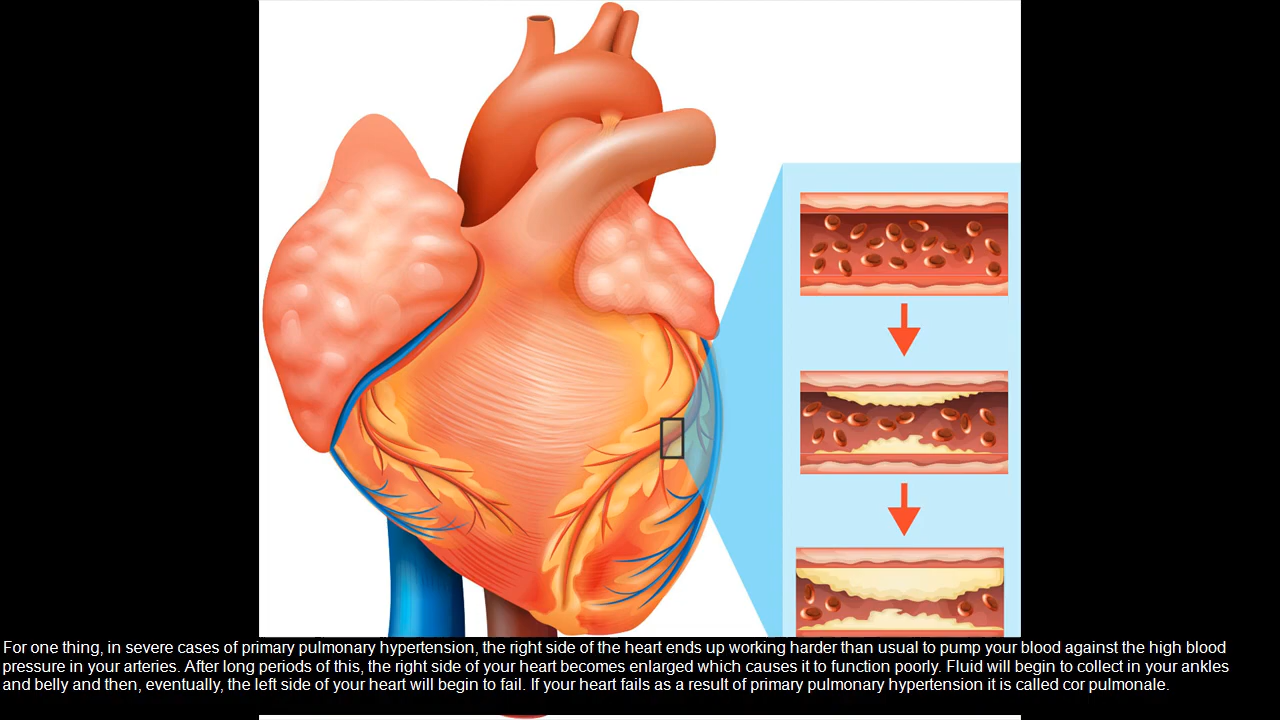 For one thing, in severe cases of primary pulmonary hypertension, the right side of the heart ends up working harder than usual to pump your blood against the high blood
pressure in your arteries. After long periods of this, the right side of your heart becomes enlarged which causes it to function poorly. Fluid will begin to collect in your ankles
and belly and then, eventually, the left side of your heart will begin to fail. If your heart fails as a result of primary pulmonary hypertension it is called cor pulmonale.